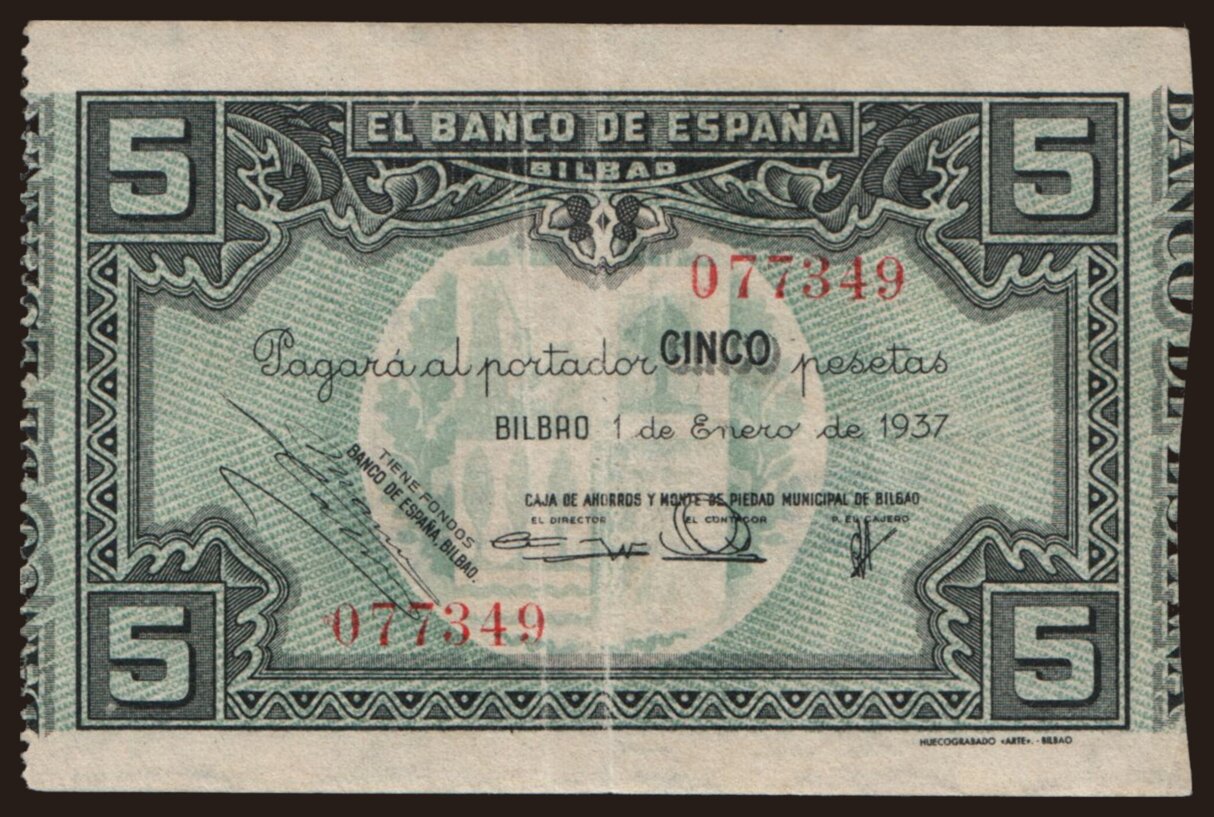 5 EL BANCO DE ESPAÑA 5
BILBAO
BANCO DE ESPAÑA
077349
Pagará al portador CINCO pesetas
BILBAO 1 de Enero de 1937
TIENE FONDOS
BANCO DE ESPAÑA, BILBAO.
CAJA DE AHORROS Y MONTE DE PIEDAD MUNICIPAL DE BILBAO
EL DIRECTOR EL CONTADOR P. EL CAJERO
077349
5 5
HUECOGRABADO «ARTE». - BILBAO